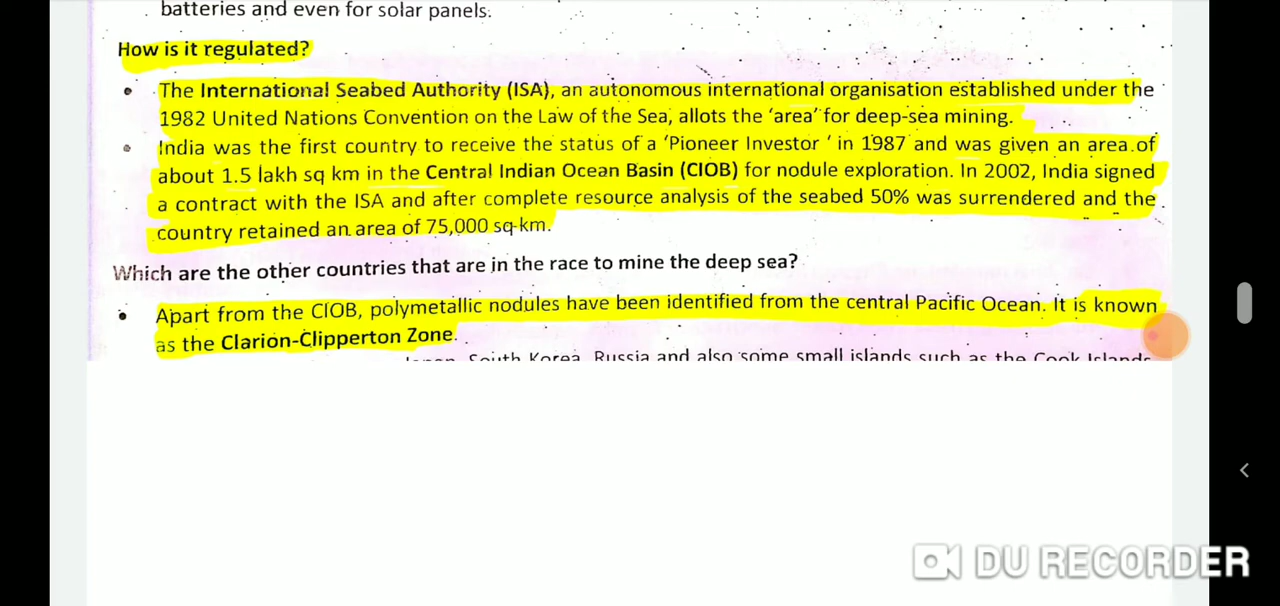 batteries and even for solar panels.
How is it regulated?
• The International Seabed Authority (ISA), an autonomous international organisation established under the
1982 United Nations Convention on the Law of the Sea, allots the ‘area’ for deep-sea mining.
• India was the first country to receive the status of a ‘Pioneer Investor ’ in 1987 and was given an area of
about 1.5 lakh sq km in the Central Indian Ocean Basin (CIOB) for nodule exploration. In 2002, India signed
a contract with the ISA and after complete resource analysis of the seabed 50% was surrendered and the
country retained an area of 75,000 sq km.
Which are the other countries that are in the race to mine the deep sea?
• Apart from the CIOB, polymetallic nodules have been identified from the central Pacific Ocean. It is known
as the Clarion-Clipperton Zone.
South Korea, Russia and also some small islands such as the Cook Islands
DU RECORDER